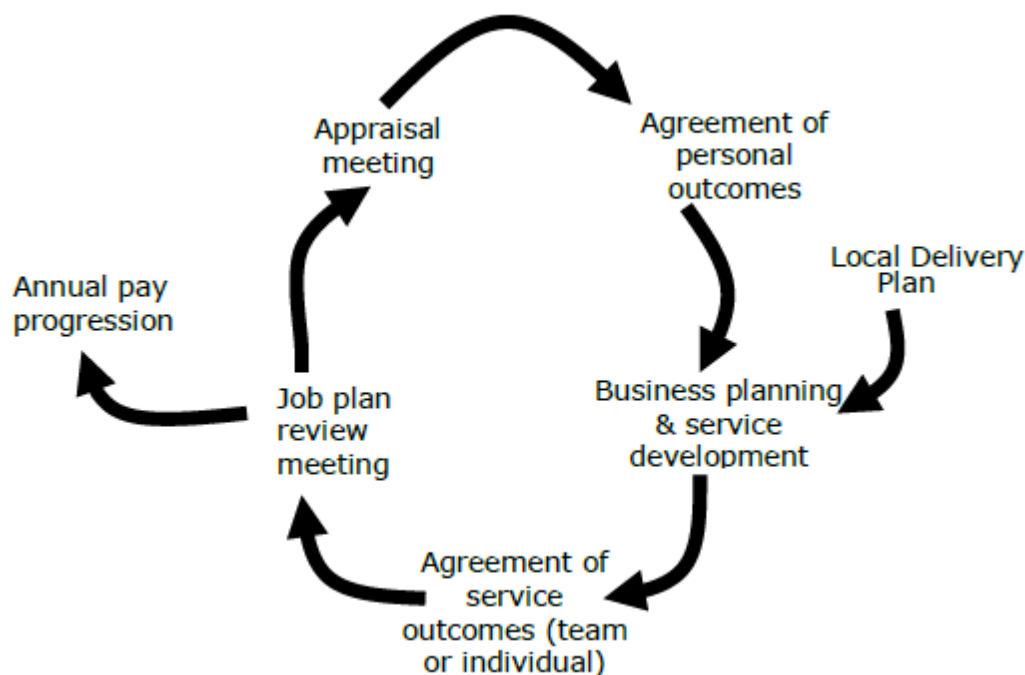 Appraisal
meeting
Agreement of
personal
outcomes
Local Delivery
Plan
Business planning
& service
development
Agreement of
service
outcomes (team
or individual)
Job plan
review
meeting
Annual pay
progression